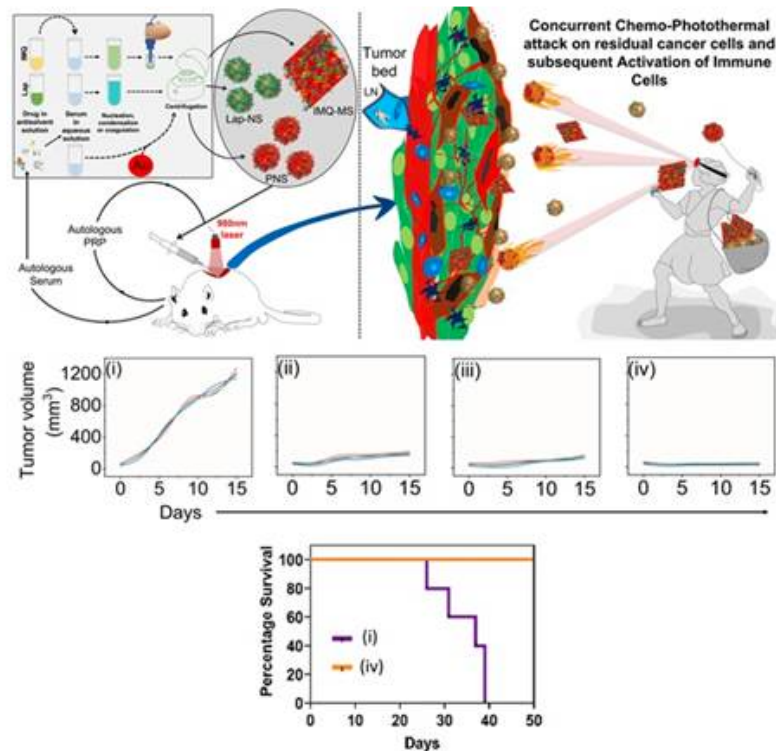 IMQ
Lap
Drug in
antisolvent
solution
Serum
in
aqueous
solution
Nucleation,
condensation
or coagulation
Centrifugation
Lap-NS
IMQ-MS
PNS
980nm
laser
Autologous
PRP
Autologous
Serum
Tumor
bed
LN
Concurrent Chemo-Photothermal
attack on residual cancer cells and
subsequent Activation of Immune
Cells
Tumor volume
(mm³)
1200
800
400
0
(i)
(ii)
(iii)
(iv)
0 5 10 15
0 5 10 15
0 5 10 15
0 5 10 15
Days
Percentage Survival
100
80
60
40
20
0
(i)
(iv)
0 10 20 30 40 50
Days